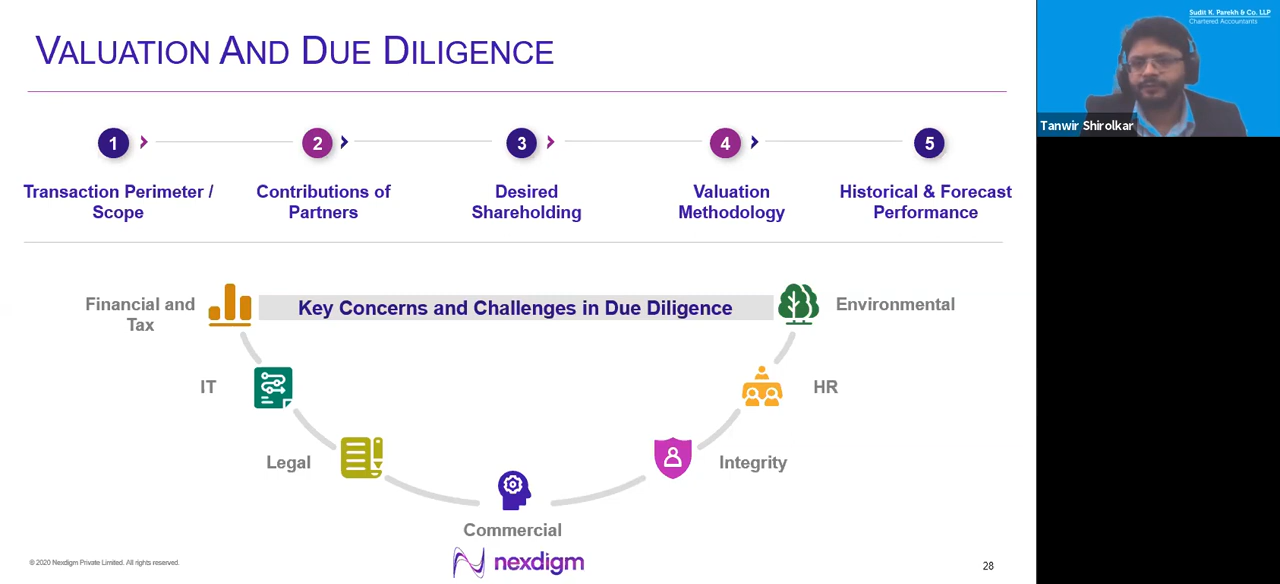 VALUATION AND DUE DILIGENCE
Sudit K. Parekh & Co. LLP
Chartered Accountants
Tanwir Shirolkar
1
2
3
4
5
Transaction Perimeter /
Scope
Contributions of
Partners
Desired
Shareholding
Valuation
Methodology
Historical & Forecast
Performance
Key Concerns and Challenges in Due Diligence
Financial and
Tax
IT
Legal
Commercial
Integrity
HR
Environmental
© 2020 Nexdigm Private Limited. All rights reserved.
nexdigm
28